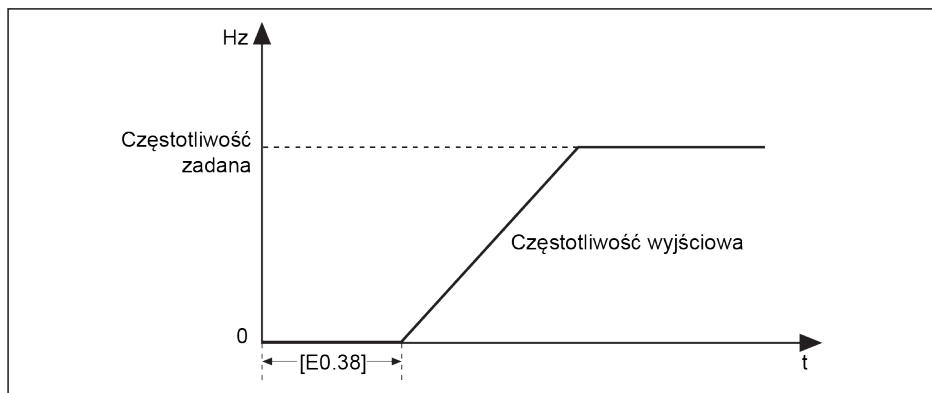 Hz
Częstotliwość
zadana
Częstotliwość wyjściowa
0
[E0.38]
t